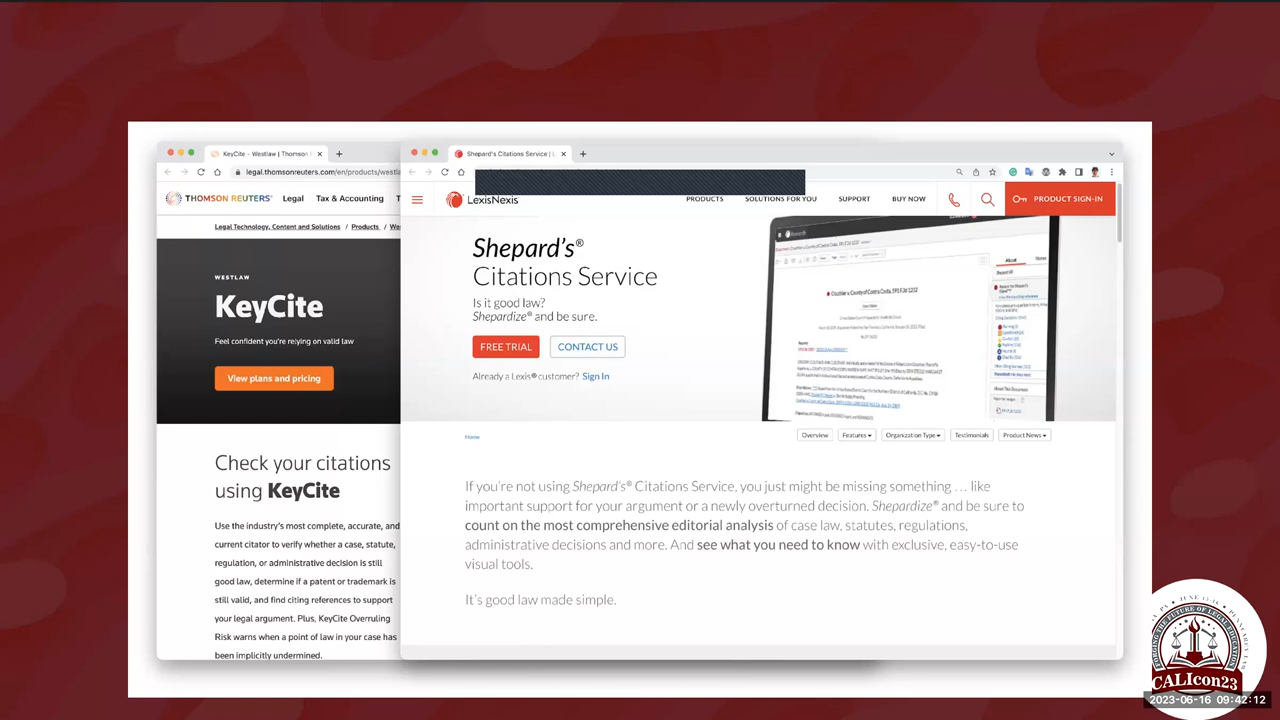 KeyCite - Westlaw | Thomson
legal.thomsonreuters.com/en/products/westla
THOMSON REUTERS®
Legal
Tax & Accounting
Legal Technology, Content and Solutions / Products /
WESTLAW
KeyCite
Feel confident you're relying on valid law
View plans and pricing
Check your citations
using KeyCite
Use the industry's most complete, accurate, and
current citator to verify whether a case, statute,
regulation, or administrative decision is still
good law, determine if a patent or trademark is
still valid, and find citing references to support
your legal argument. Plus, KeyCite Overruling
Risk warns when a point of law in your case has
been implicitly undermined.
Shepard's Citations Service | L
LexisNexis
PRODUCTS
SOLUTIONS FOR YOU
SUPPORT
BUY NOW
PRODUCT SIGN-IN
Shepard's®
Citations Service
Is it good law?
Shepardize® and be sure.
FREE TRIAL
CONTACT US
Already a Lexis® customer? Sign In
Home
Overview
Features
Organization Type
Testimonials
Product News
If you're not using Shepard's® Citations Service, you just might be missing something . . . like
important support for your argument or a newly overturned decision. Shepardize® and be sure to
count on the most comprehensive editorial analysis of case law, statutes, regulations,
administrative decisions and more. And see what you need to know with exclusive, easy-to-use
visual tools.
It's good law made simple.
FORGING THE FUTURE OF LEGAL EDUCATION
CALIcon23
2023-06-16 09:42:12